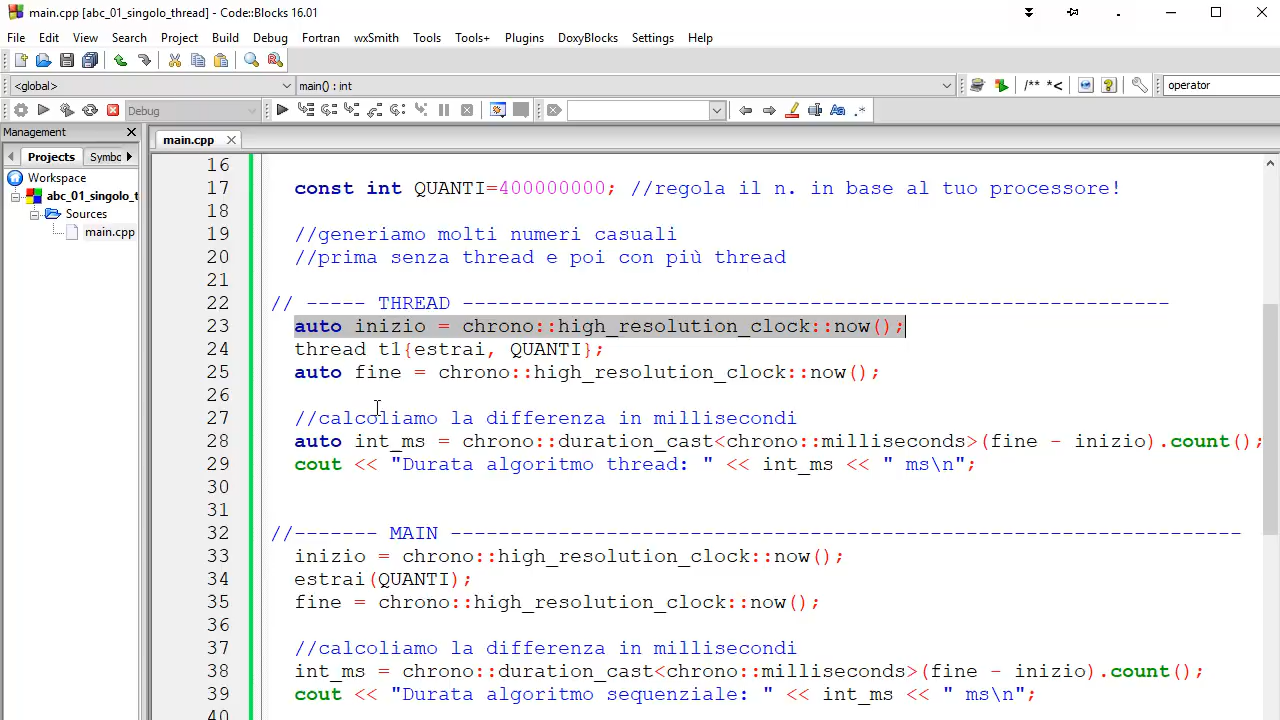 main.cpp [abc_01_singolo_thread] - Code::Blocks 16.01
File Edit View Search Project Build Debug Fortran wxSmith Tools Tools+ Plugins DoxyBlocks Settings Help
<global> main() : int /** *< operator
Debug Aa .*
Management
main.cpp
Projects Symbo
Workspace
abc_01_singolo_t
Sources
main.cpp
16
17 const int QUANTI=400000000; //regola il n. in base al tuo processore!
18
19 //generiamo molti numeri casuali
20 //prima senza thread e poi con più thread
21
22 // ----- THREAD -----------------------------------------------------------
23 auto inizio = chrono::high_resolution_clock::now();
24 thread t1{estrai, QUANTI};
25 auto fine = chrono::high_resolution_clock::now();
26
27 //calcoliamo la differenza in millisecondi
28 auto int_ms = chrono::duration_cast<chrono::milliseconds>(fine - inizio).count();
29 cout << "Durata algoritmo thread: " << int_ms << " ms\n";
30
31
32 //------- MAIN ------------------------------------------------------------------
33 inizio = chrono::high_resolution_clock::now();
34 estrai(QUANTI);
35 fine = chrono::high_resolution_clock::now();
36
37 //calcoliamo la differenza in millisecondi
38 int_ms = chrono::duration_cast<chrono::milliseconds>(fine - inizio).count();
39 cout << "Durata algoritmo sequenziale: " << int_ms << " ms\n";
40